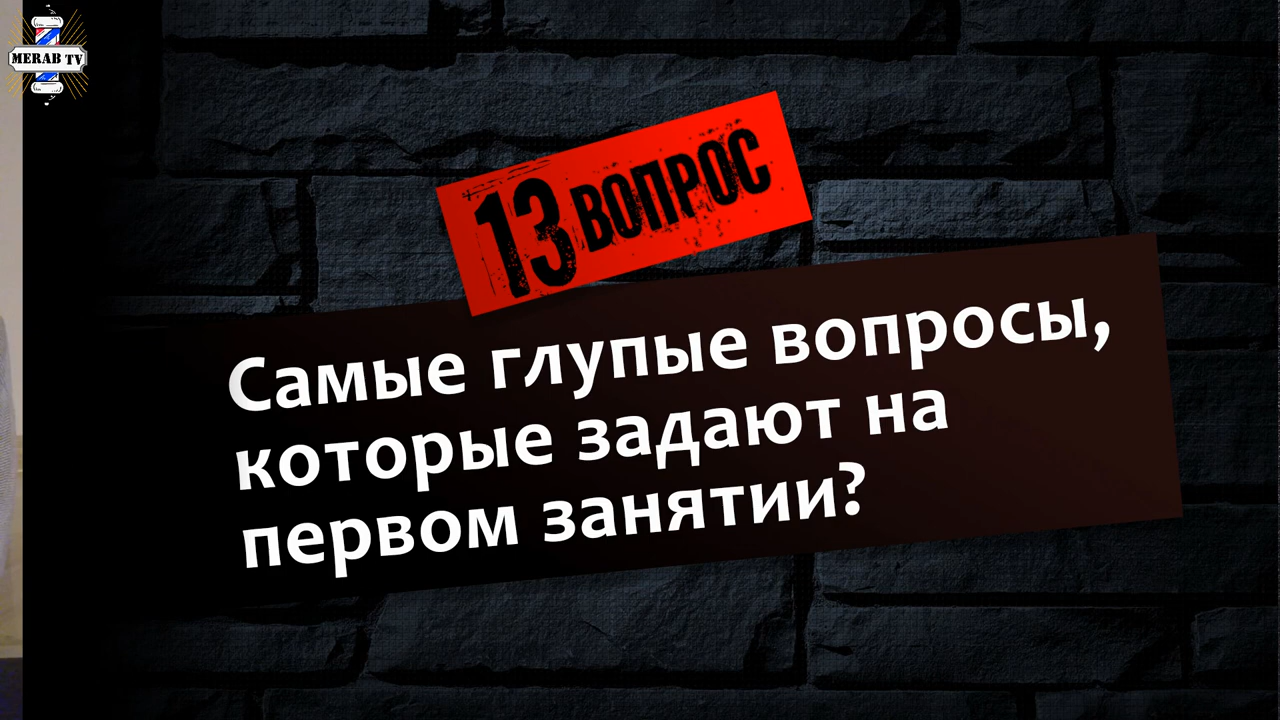 MERAB TV
13 ВОПРОС
Самые глупые вопросы,
которые задают на
первом занятии?